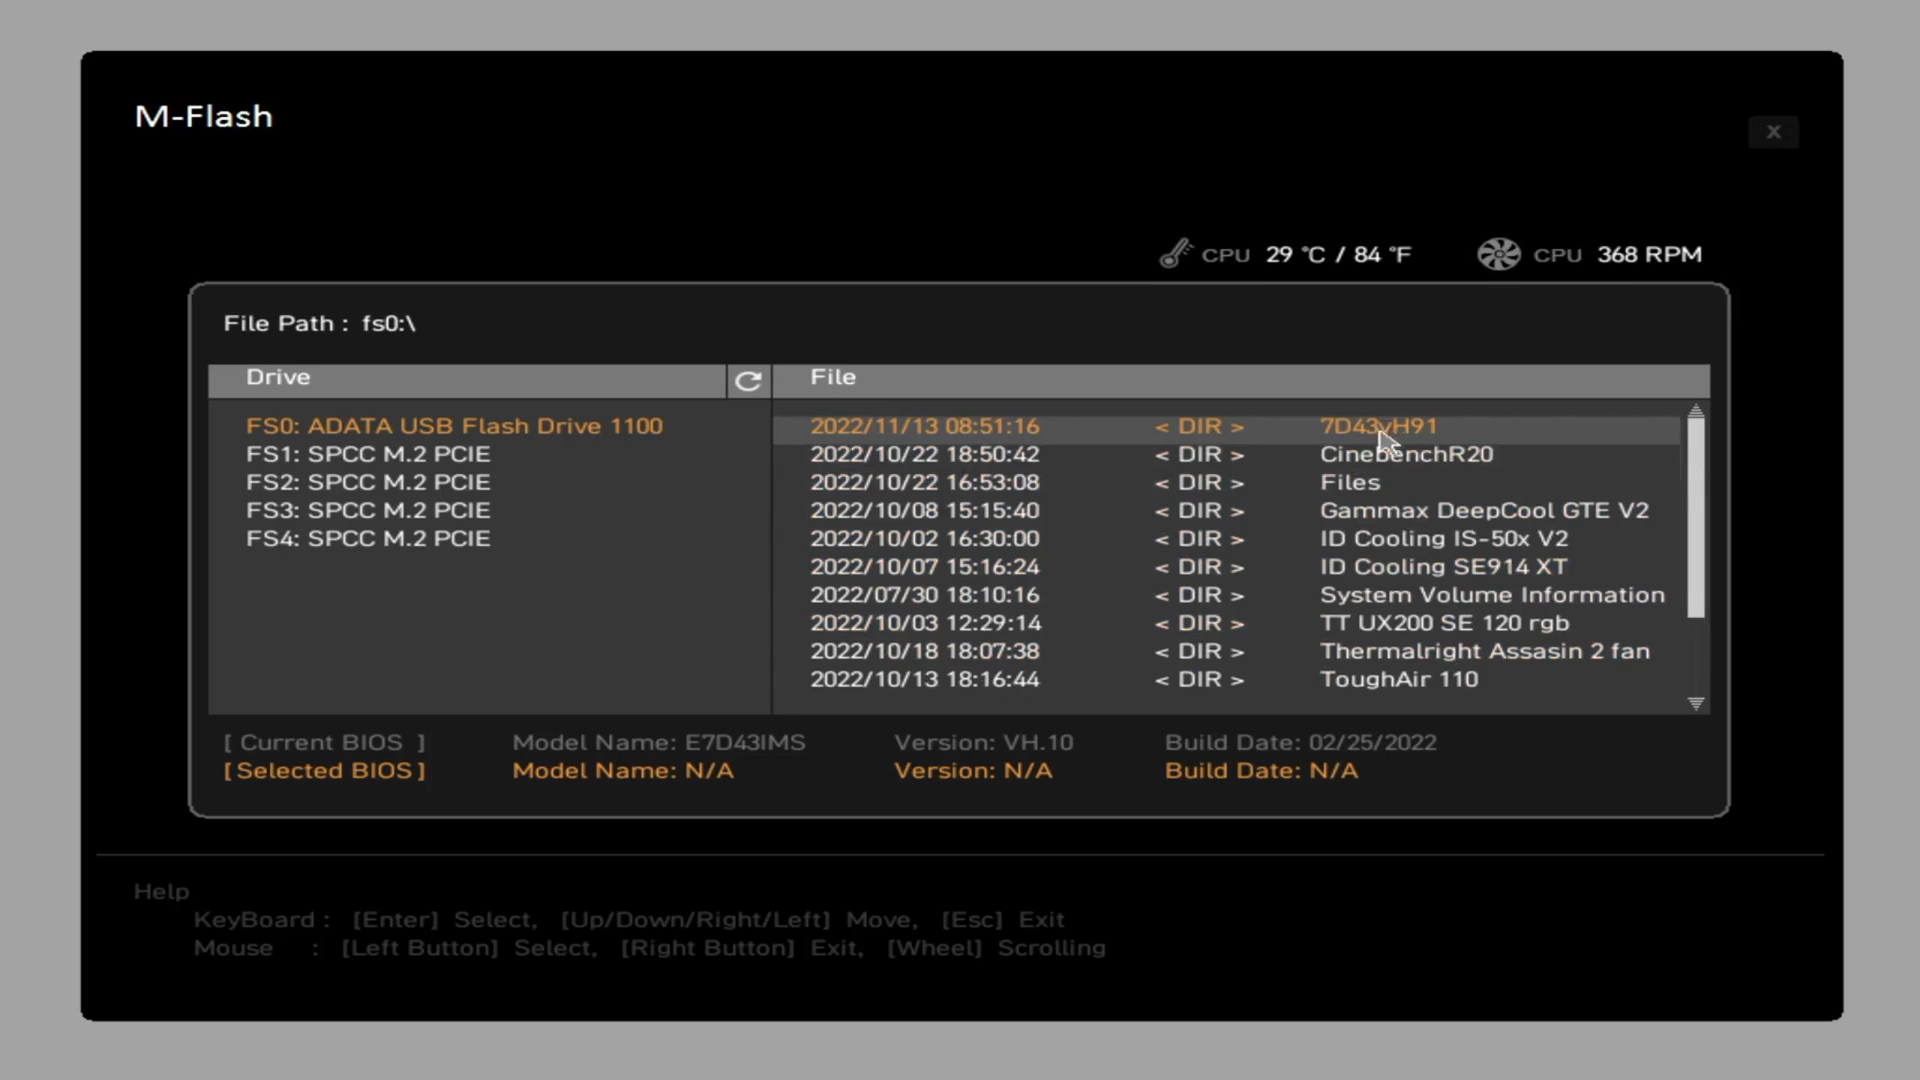 M-Flash
X
CPU 29 °C / 84 °F CPU 368 RPM
File Path : fs0:\
Drive File
FS0: ADATA USB Flash Drive 1100
FS1: SPCC M.2 PCIE
FS2: SPCC M.2 PCIE
FS3: SPCC M.2 PCIE
FS4: SPCC M.2 PCIE
2022/11/13 08:51:16 < DIR > 7D43vH91
2022/10/22 18:50:42 < DIR > CinebenchR20
2022/10/22 16:53:08 < DIR > Files
2022/10/08 15:15:40 < DIR > Gammax DeepCool GTE V2
2022/10/02 16:30:00 < DIR > ID Cooling IS-50x V2
2022/10/07 15:16:24 < DIR > ID Cooling SE914 XT
2022/07/30 18:10:16 < DIR > System Volume Information
2022/10/03 12:29:14 < DIR > TT UX200 SE 120 rgb
2022/10/18 18:07:38 < DIR > Thermalright Assasin 2 fan
2022/10/13 18:16:44 < DIR > ToughAir 110
[ Current BIOS ] Model Name: E7D43IMS Version: VH.10 Build Date: 02/25/2022
[Selected BIOS] Model Name: N/A Version: N/A Build Date: N/A
Help
KeyBoard : [Enter] Select, [Up/Down/Right/Left] Move, [Esc] Exit
Mouse : [Left Button] Select, [Right Button] Exit, [Wheel] Scrolling